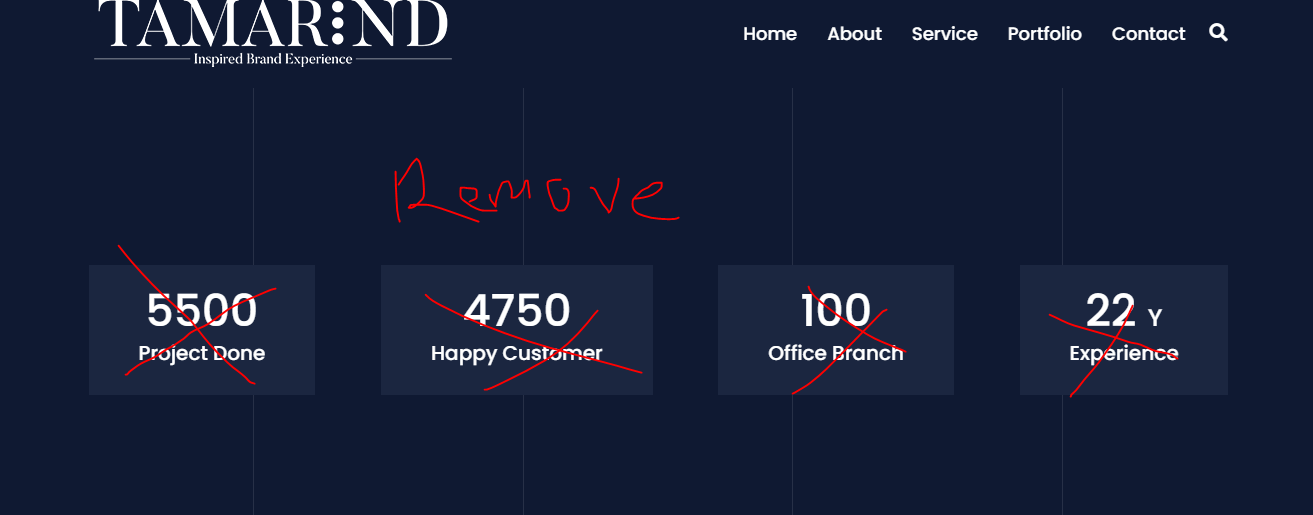 TAMARIND
Inspired Brand Experience
Home About Service Portfolio Contact
Remove
5500
Project Done
4750
Happy Customer
100
Office Branch
22 Y
Experience